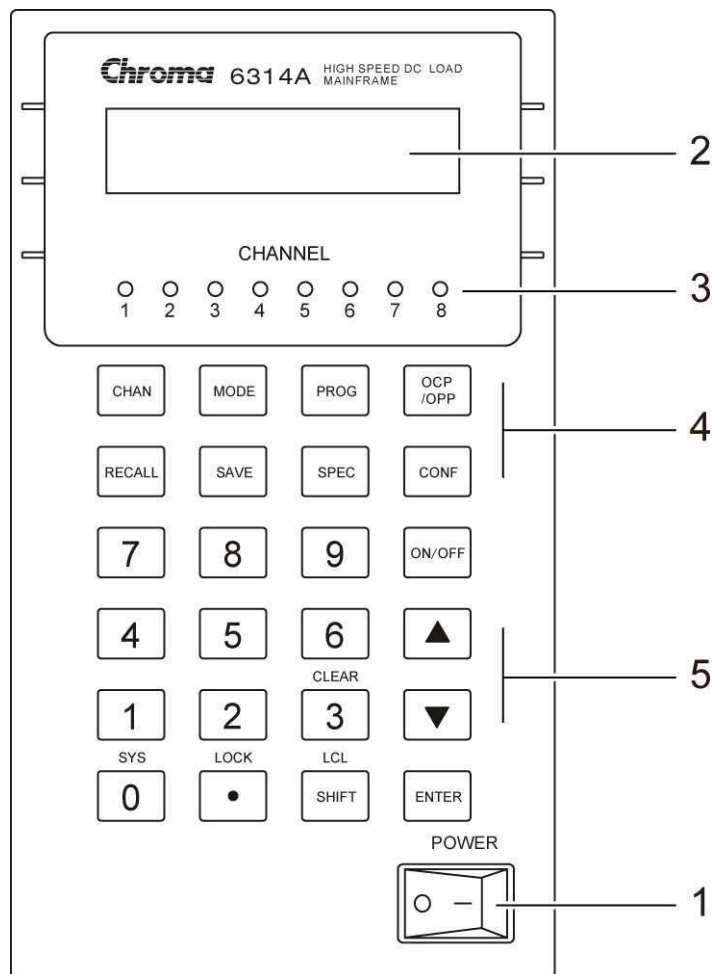 Chroma 6314A HIGH SPEED DC LOAD
MAINFRAME
2
CHANNEL
1 2 3 4 5 6 7 8
3
CHAN MODE PROG OCP
/OPP
4
RECALL SAVE SPEC CONF
7 8 9 ON/OFF
4 5 6 ▲
5
CLEAR
1 2 3 ▼
SYS LOCK LCL
0 • SHIFT ENTER
POWER
O — 1